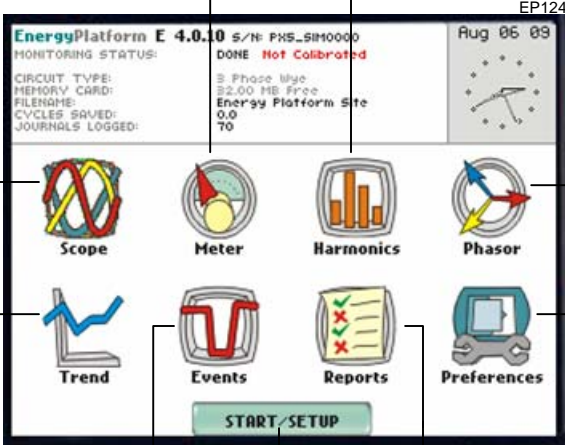 EP124
EnergyPlatform E 4.0.10 S/N: PXS_SIM0000
Aug 06 09
MONITORING STATUS: DONE Not Calibrated
CIRCUIT TYPE: 3 Phase Wye
MEMORY CARD: 32.00 MB Free
FILENAME: Energy Platform Site
CYCLES SAVED: 0.0
JOURNALS LOGGED: 70
Scope Meter Harmonics Phasor
Trend Events Reports Preferences
START/SETUP